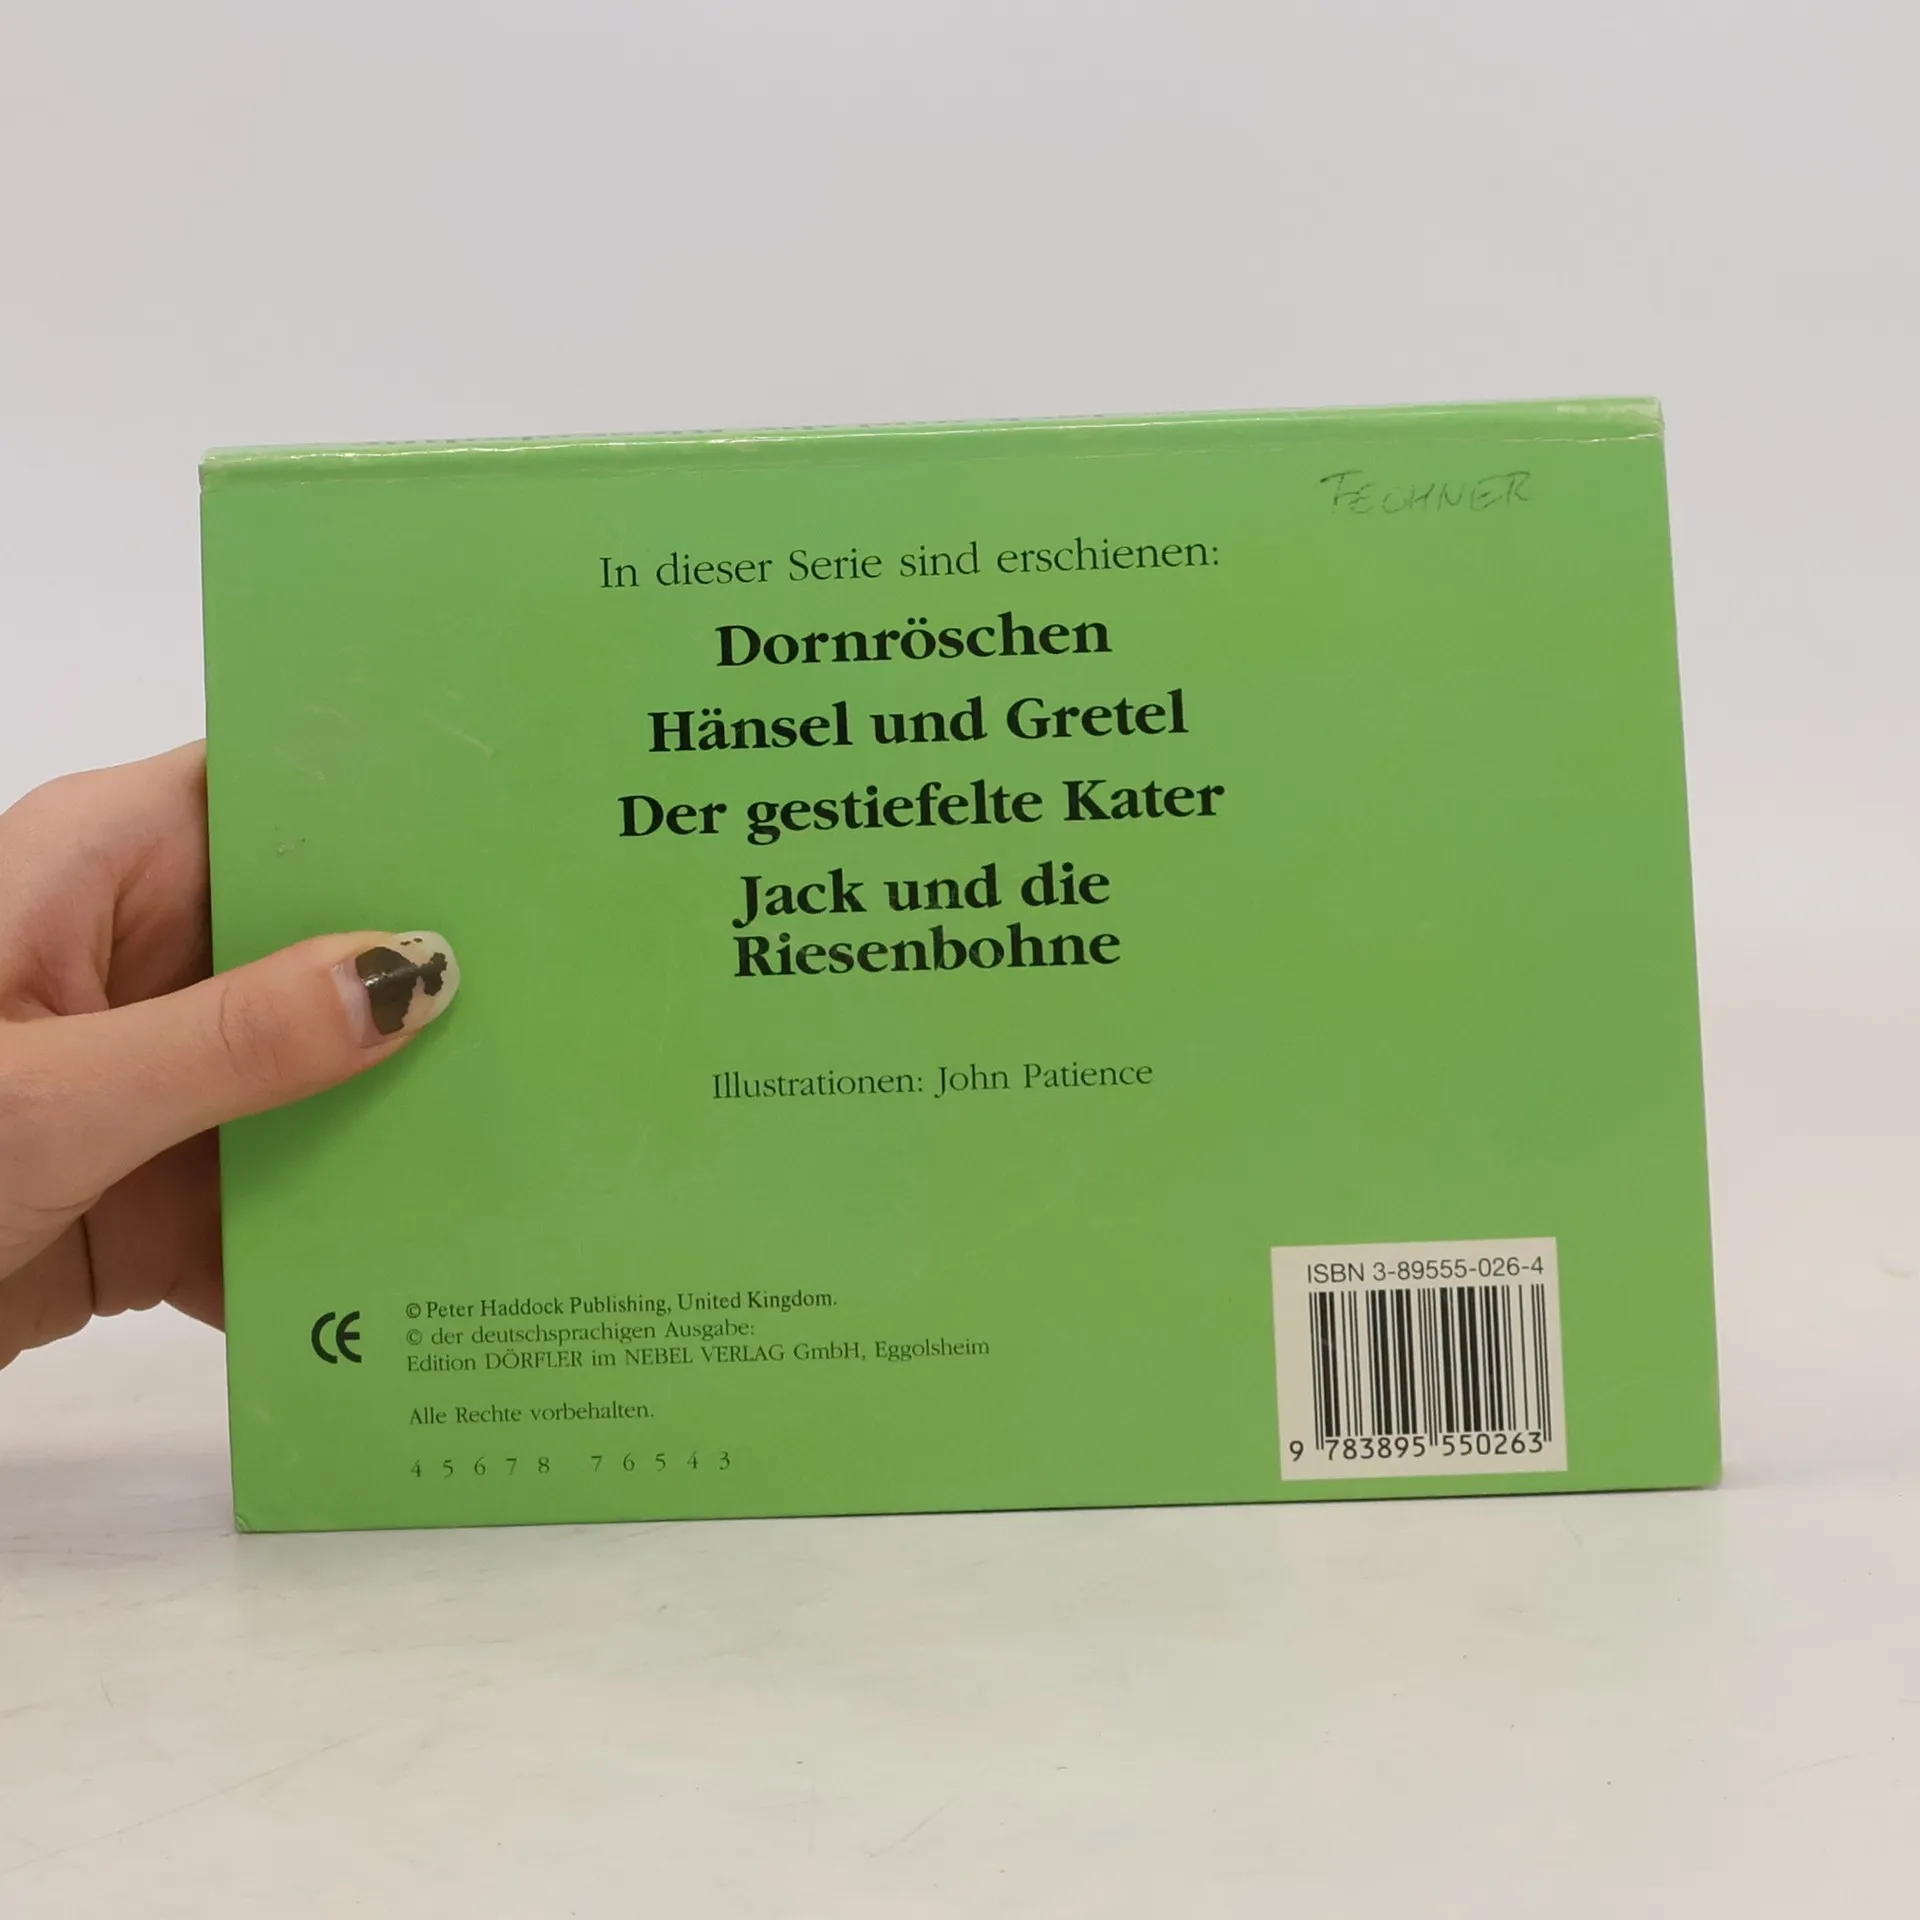 FECHNER
In dieser Serie sind erschienen:
Dornröschen
Hänsel und Gretel
Der gestiefelte Kater
Jack und die
Riesenbohne
Illustrationen: John Patience
CE
© Peter Haddock Publishing, United Kingdom.
© der deutschsprachigen Ausgabe:
Edition DÖRFLER im NEBEL VERLAG GmbH, Eggolsheim
Alle Rechte vorbehalten.
4 5 6 7 8 7 6 5 4 3
ISBN 3-89555-026-4
9 783895 550263